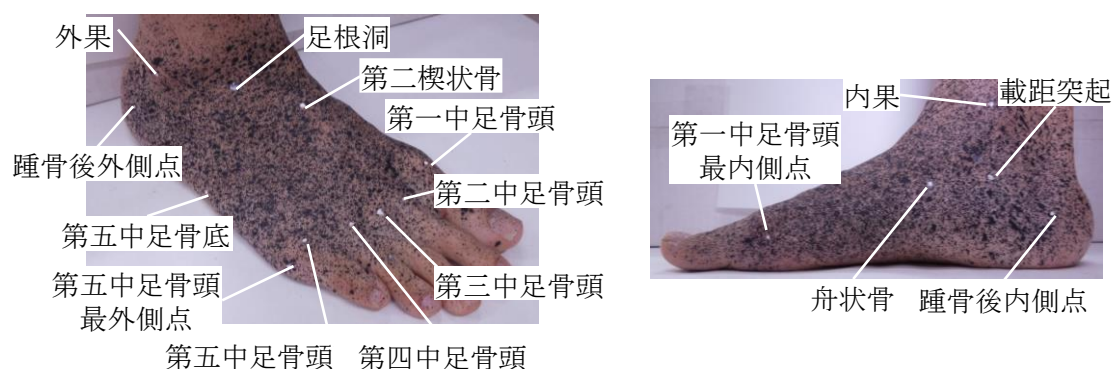 外果
足根洞
第二楔状骨
第一中足骨頭
第二中足骨頭
第三中足骨頭
踵骨後外側点
第五中足骨底
第五中足骨頭
最外側点
第五中足骨頭
第四中足骨頭
内果
載距突起
第一中足骨頭
最内側点
舟状骨
踵骨後内側点